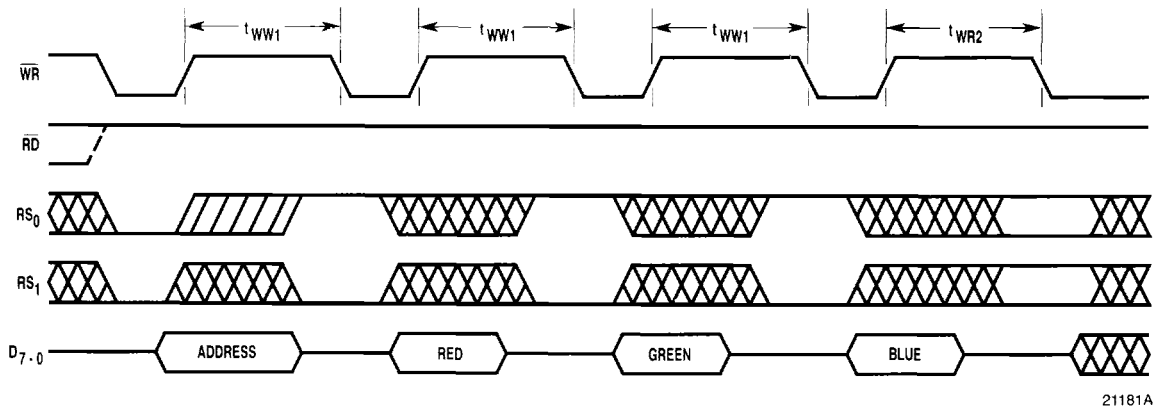 tWW1 tWW1 tWW1 tWR2
WR
RD
RS0
RS1
D7-0 ADDRESS RED GREEN BLUE
21181A